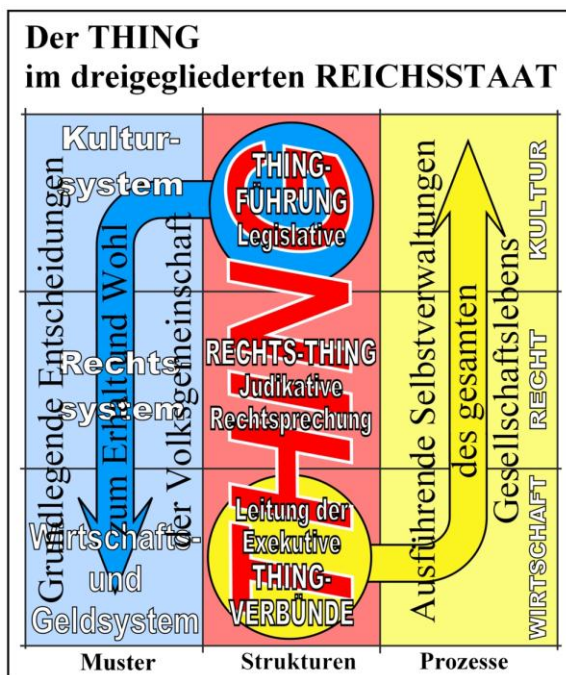 Der THING
im dreigegliederten REICHSSTAAT
Kultur-
system
Rechts
system
Wirtschafts-
und
Geldsystem
Grundlegende Entscheidungen
zum Erhalt und Wohl
der Volksgemeinschaft
THING
THING-
FÜHRUNG
Legislative
RECHTS-THING
Judikative
Rechtsprechung
Leitung der
Exekutive
THING-
VERBÜNDE
Ausführende Selbstverwaltungen
des gesamten
Gesellschaftslebens
KULTUR
RECHT
WIRTSCHAFT
Muster
Strukturen
Prozesse